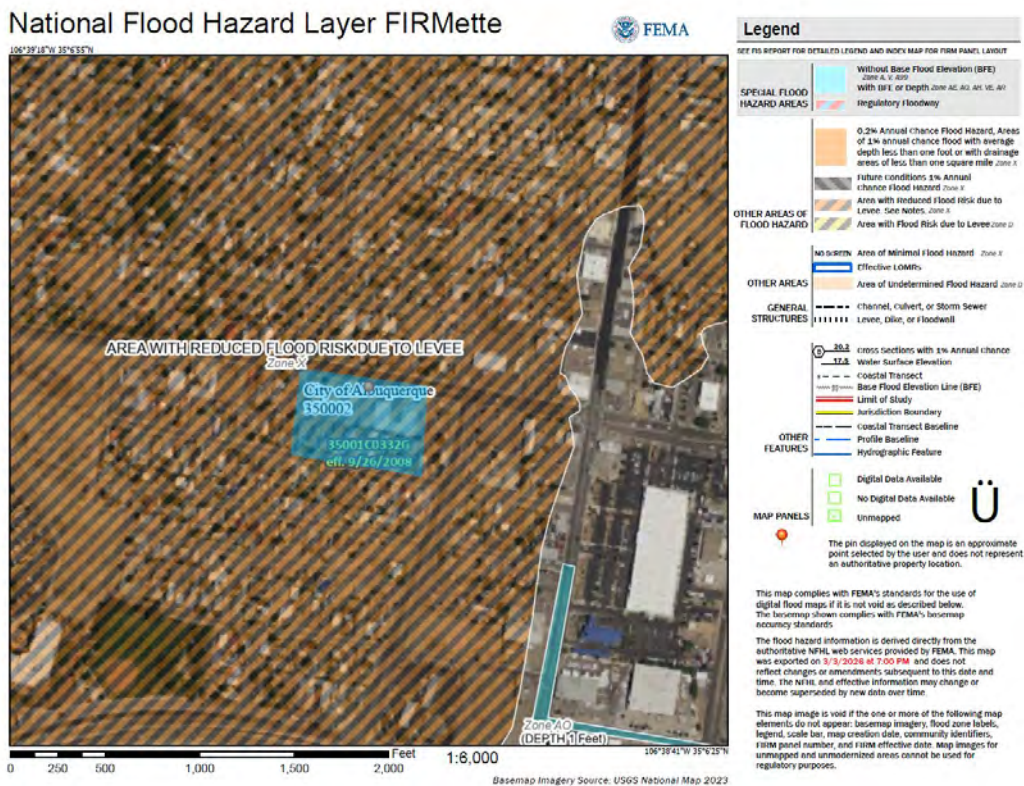 National Flood Hazard Layer FIRMette
FEMA
106°39'18"W 35°6'55"N
AREA WITH REDUCED FLOOD RISK DUE TO LEVEE
Zone X
City of Albuquerque
350002
35001C0332G
eff. 9/26/2008
Zone AO
(DEPTH 1 Feet)
106°38'41"W 35°6'25"N
Feet
1:6,000
0 250 500 1,000 1,500 2,000
Basemap Imagery Source: USGS National Map 2023
Legend
SEE FIS REPORT FOR DETAILED LEGEND AND INDEX MAP FOR FIRM PANEL LAYOUT
SPECIAL FLOOD
HAZARD AREAS
Without Base Flood Elevation (BFE)
Zone A, V, A99
With BFE or Depth Zone AE, AO, AH, VE, AR
Regulatory Floodway
OTHER AREAS OF
FLOOD HAZARD
0.2% Annual Chance Flood Hazard, Areas
of 1% annual chance flood with average
depth less than one foot or with drainage
areas of less than one square mile Zone X
Future Conditions 1% Annual
Chance Flood Hazard Zone X
Area with Reduced Flood Risk due to
Levee. See Notes. Zone X
Area with Flood Risk due to Levee Zone D
OTHER AREAS
NO SCREEN Area of Minimal Flood Hazard Zone X
Effective LOMRs
Area of Undetermined Flood Hazard Zone D
GENERAL
STRUCTURES
Channel, Culvert, or Storm Sewer
Levee, Dike, or Floodwall
OTHER
FEATURES
B 20.2 Cross Sections with 1% Annual Chance
17.5 Water Surface Elevation
Coastal Transect
Base Flood Elevation Line (BFE)
Limit of Study
Jurisdiction Boundary
Coastal Transect Baseline
Profile Baseline
Hydrographic Feature
MAP PANELS
Digital Data Available
No Digital Data Available
Unmapped
Ü
The pin displayed on the map is an approximate
point selected by the user and does not represent
an authoritative property location.
This map complies with FEMA's standards for the use of
digital flood maps if it is not void as described below.
The basemap shown complies with FEMA's basemap
accuracy standards
The flood hazard information is derived directly from the
authoritative NFHL web services provided by FEMA. This map
was exported on 3/3/2026 at 7:00 PM and does not
reflect changes or amendments subsequent to this date and
time. The NFHL and effective information may change or
become superseded by new data over time.
This map image is void if the one or more of the following map
elements do not appear: basemap imagery, flood zone labels,
legend, scale bar, map creation date, community identifiers,
FIRM panel number, and FIRM effective date. Map images for
unmapped and unmodernized areas cannot be used for
regulatory purposes.